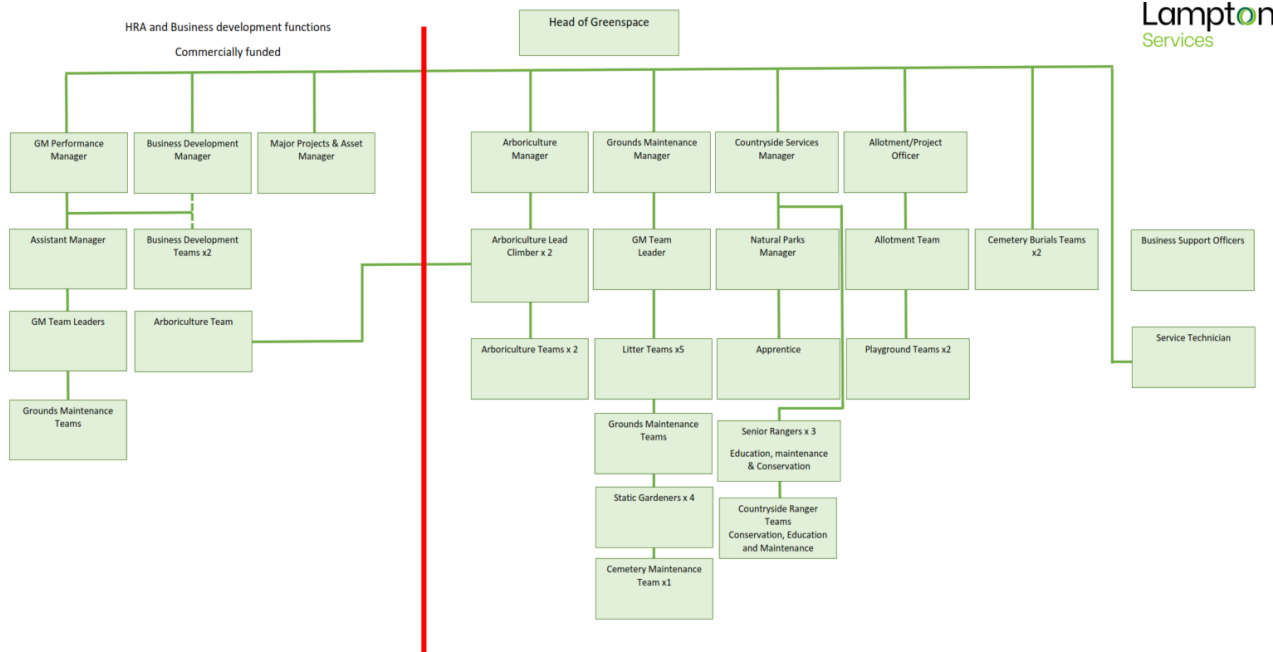 HRA and Business development functions
Commercially funded
Head of Greenspace
Lampton
Services
GM Performance
Manager
Business Development
Manager
Major Projects & Asset
Manager
Arboriculture
Manager
Grounds Maintenance
Manager
Countryside Services
Manager
Allotment/Project
Officer
Assistant Manager
Business Development
Teams x2
Arboriculture Lead
Climber x 2
GM Team
Leader
Natural Parks
Manager
Allotment Team
Cemetery Burials Teams
x2
Business Support Officers
GM Team Leaders
Arboriculture Team
Arboriculture Teams x 2
Litter Teams x5
Apprentice
Playground Teams x2
Service Technician
Grounds Maintenance
Teams
Grounds Maintenance
Teams
Senior Rangers x 3
Education, maintenance
& Conservation
Static Gardeners x 4
Countryside Ranger
Teams
Conservation, Education
and Maintenance
Cemetery Maintenance
Team x1